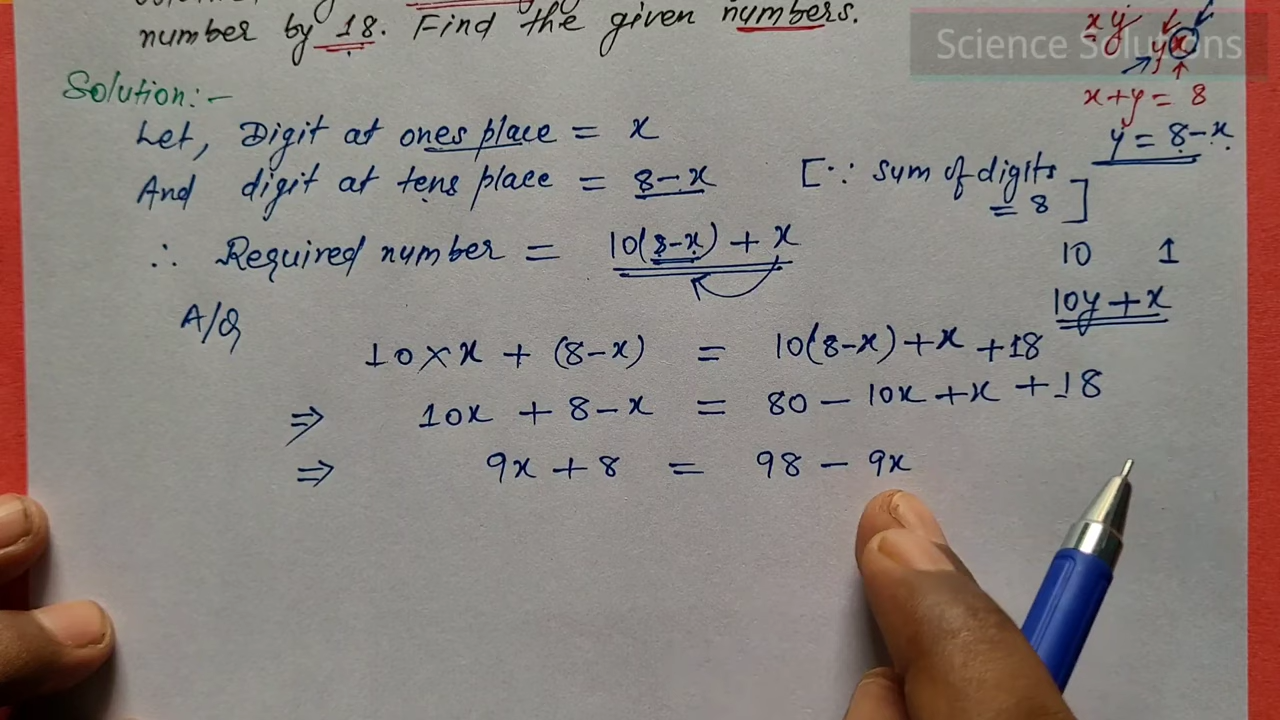 number by 18. Find the given numbers.
Science Solutions
x y
y x
x + y = 8
y = 8 - x
Solution:-
Let, Digit at ones place = x
And digit at tens place = 8 - x [∵ sum of digits = 8]
∴ Required number = 10(8-x) + x
10 1
10y + x
A/Q
10 × x + (8-x) = 10(8-x) + x + 18
⇒ 10x + 8 - x = 80 - 10x + x + 18
⇒ 9x + 8 = 98 - 9x